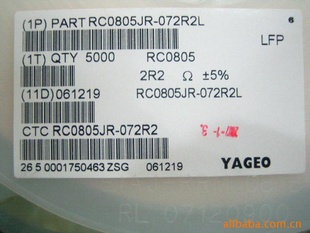 (1P) PART RC0805JR-072R2L
6
LFP
(1T) QTY 5000 RC0805
2R2 Ω ±5%
(11D) 061219 RC0805JR-072R2L
CTC RC0805JR-072R2
26 5 0001750463 ZSG 061219
YAGEO
alibaba.com.cn